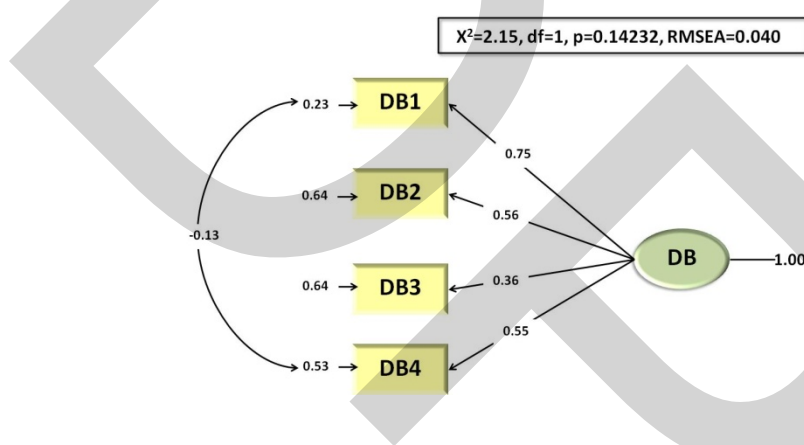 X²=2.15, df=1, p=0.14232, RMSEA=0.040
0.23
DB1
0.75
0.64
DB2
0.56
-0.13
DB
1.00
0.64
DB3
0.36
0.55
0.53
DB4